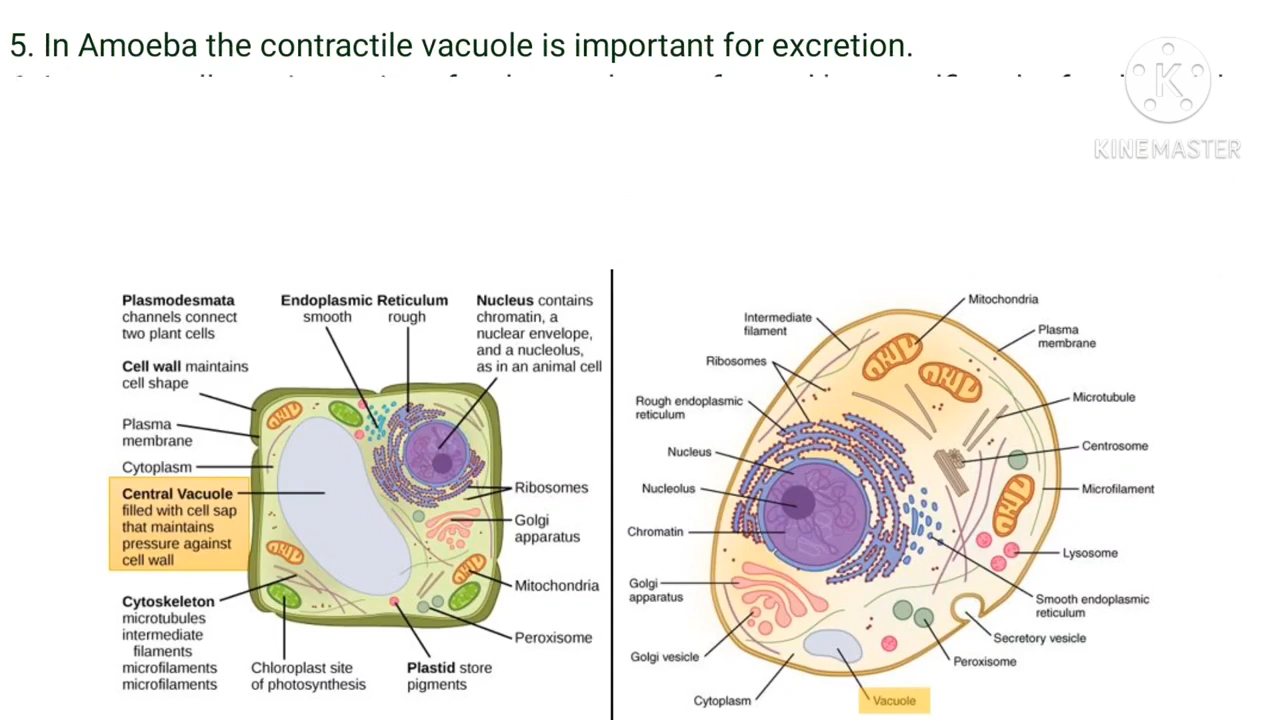 5. In Amoeba the contractile vacuole is important for excretion.
KINEMASTER
Plasmodesmata
channels connect
two plant cells
Endoplasmic Reticulum
smooth
rough
Nucleus contains
chromatin, a
nuclear envelope,
and a nucleolus,
as in an animal cell
Cell wall maintains
cell shape
Plasma
membrane
Cytoplasm
Central Vacuole
filled with cell sap
that maintains
pressure against
cell wall
Cytoskeleton
microtubules
intermediate
filaments
microfilaments
microfilaments
Chloroplast site
of photosynthesis
Plastid store
pigments
Ribosomes
Golgi
apparatus
Mitochondria
Peroxisome
Intermediate
filament
Ribosomes
Rough endoplasmic
reticulum
Nucleus
Nucleolus
Chromatin
Golgi
apparatus
Golgi vesicle
Cytoplasm
Vacuole
Mitochondria
Plasma
membrane
Microtubule
Centrosome
Microfilament
Lysosome
Smooth endoplasmic
reticulum
Secretory vesicle
Peroxisome